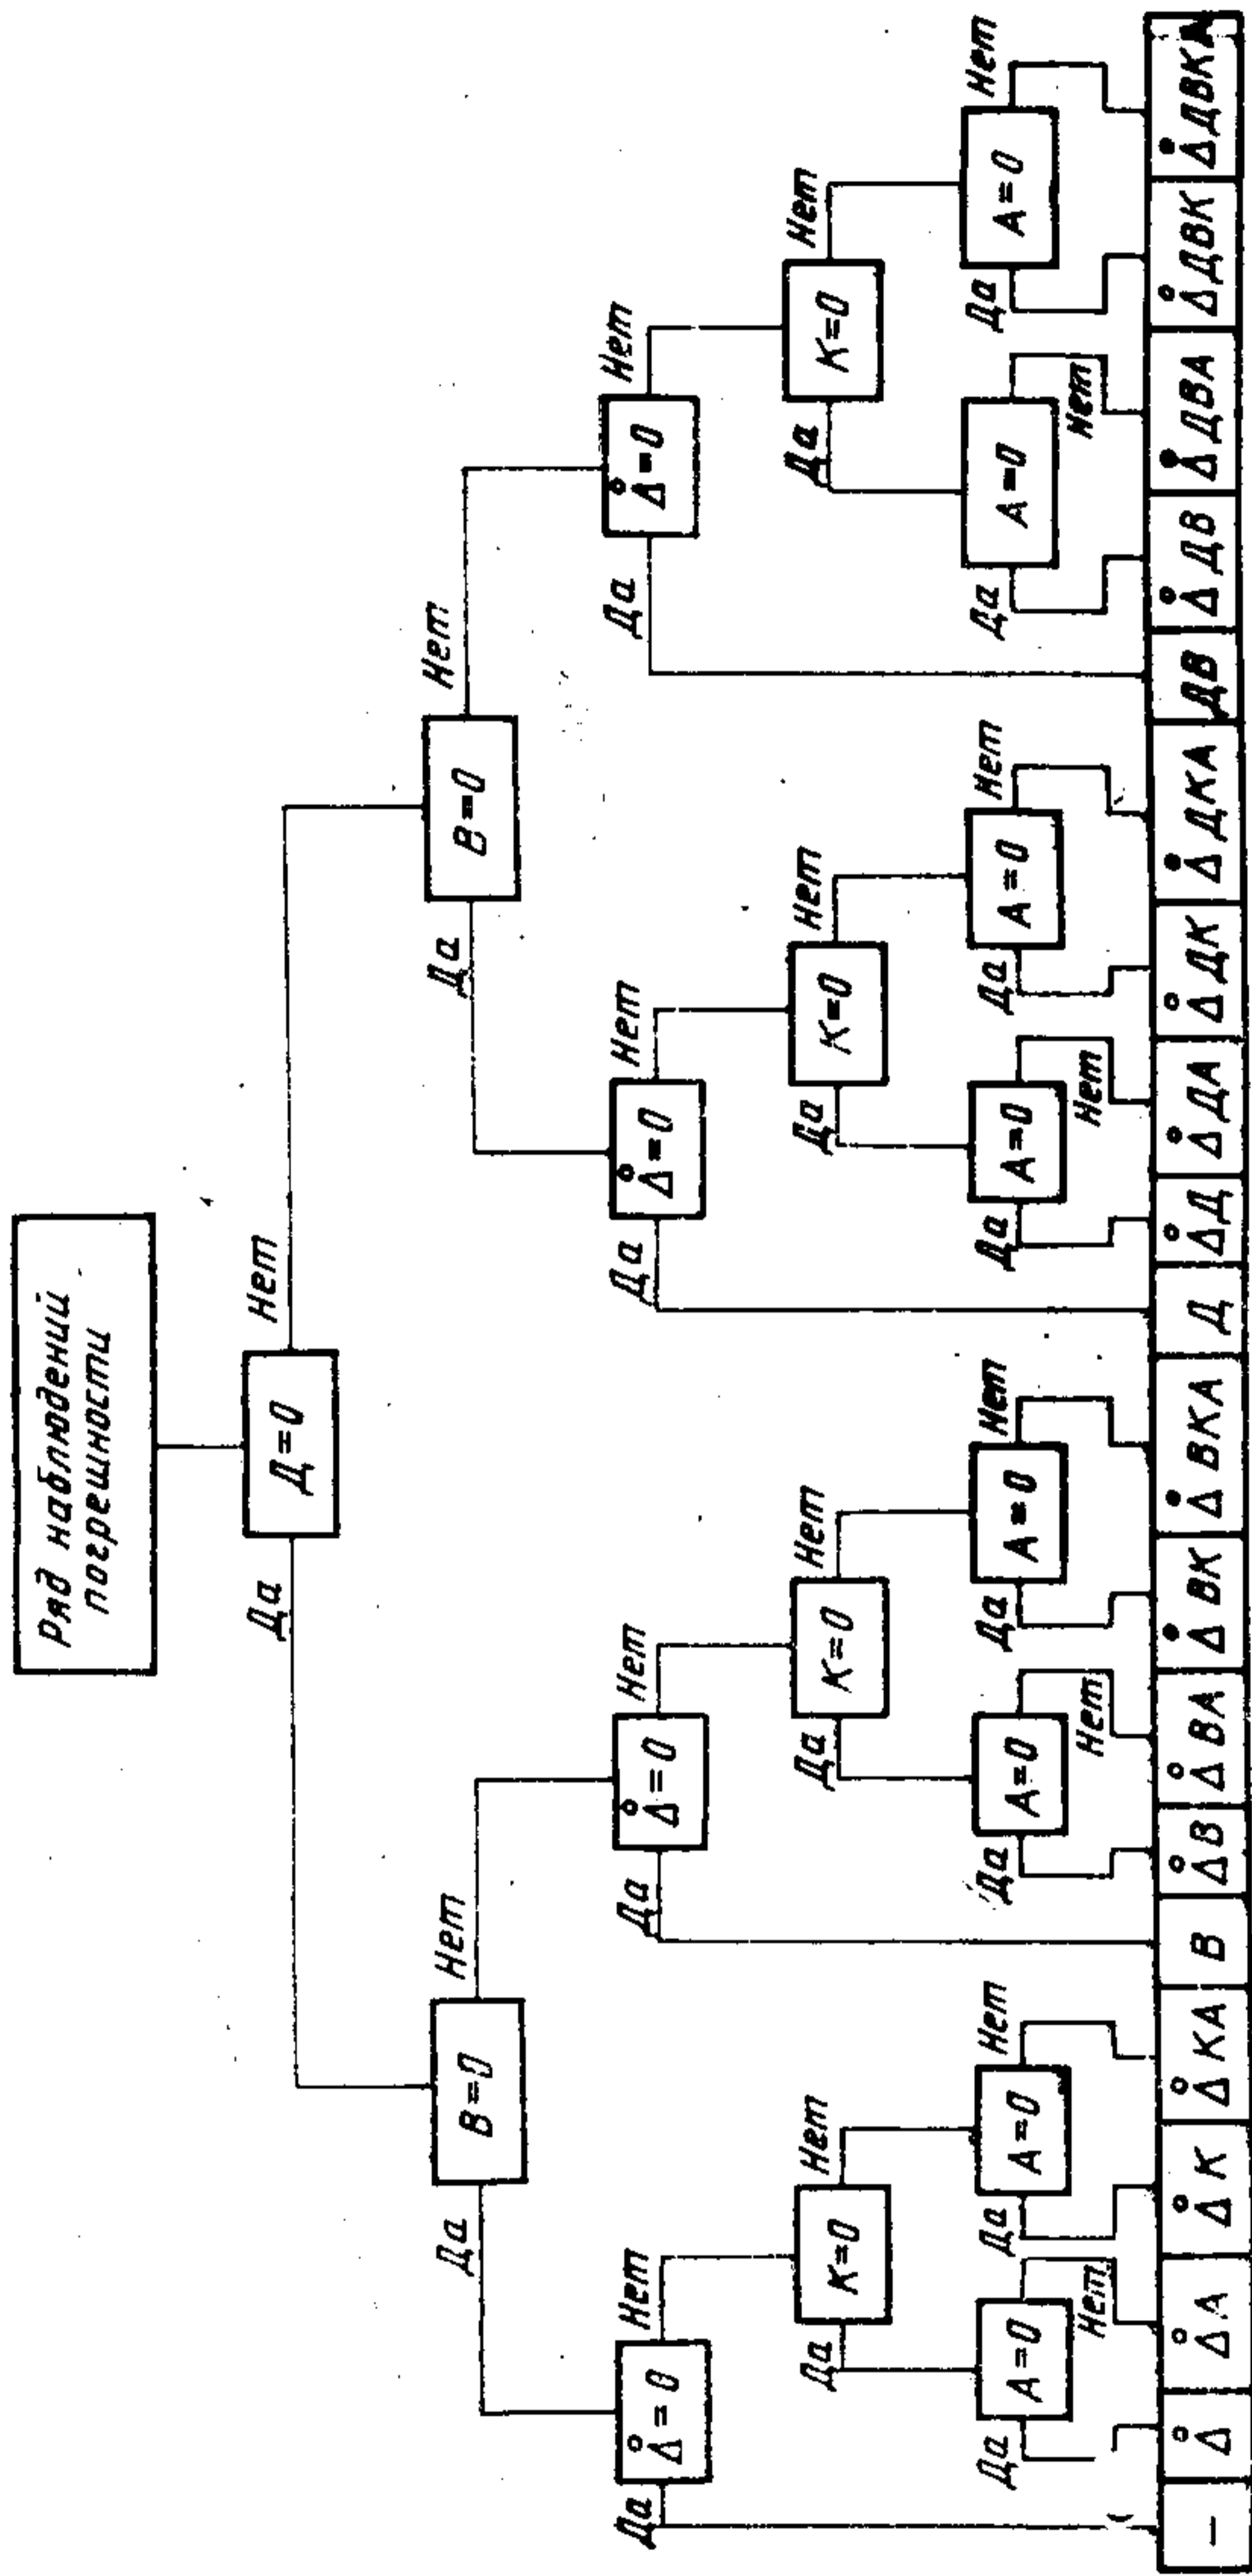 Ряд наблюдений
погрешности
Д=0
Да
Нет
В=0
Да
Нет
В=0
Да
Нет
Δ̊=0
Да
Нет
Δ̊=0
Да
Нет
Δ̊=0
Да
Нет
Δ̊=0
Да
Нет
К=0
Да
Нет
К=0
Да
Нет
К=0
Да
Нет
К=0
Да
Нет
А=0
Да
Нет
А=0
Да
Нет
А=0
Да
Нет
А=0
Да
Нет
А=0
Да
Нет
А=0
Да
Нет
А=0
Да
Нет
А=0
Да
Нет
–
Δ̊
Δ̊А
Δ̊К
Δ̊КА
В
Δ̊В
Δ̊ВА
Δ̊ВК
Δ̊ВКА
Д
Δ̊Д
Δ̊ДА
Δ̊ДК
Δ̊ДКА
ДВ
Δ̊ДВ
Δ̊ДВА
Δ̊ДВК
Δ̊ДВКА